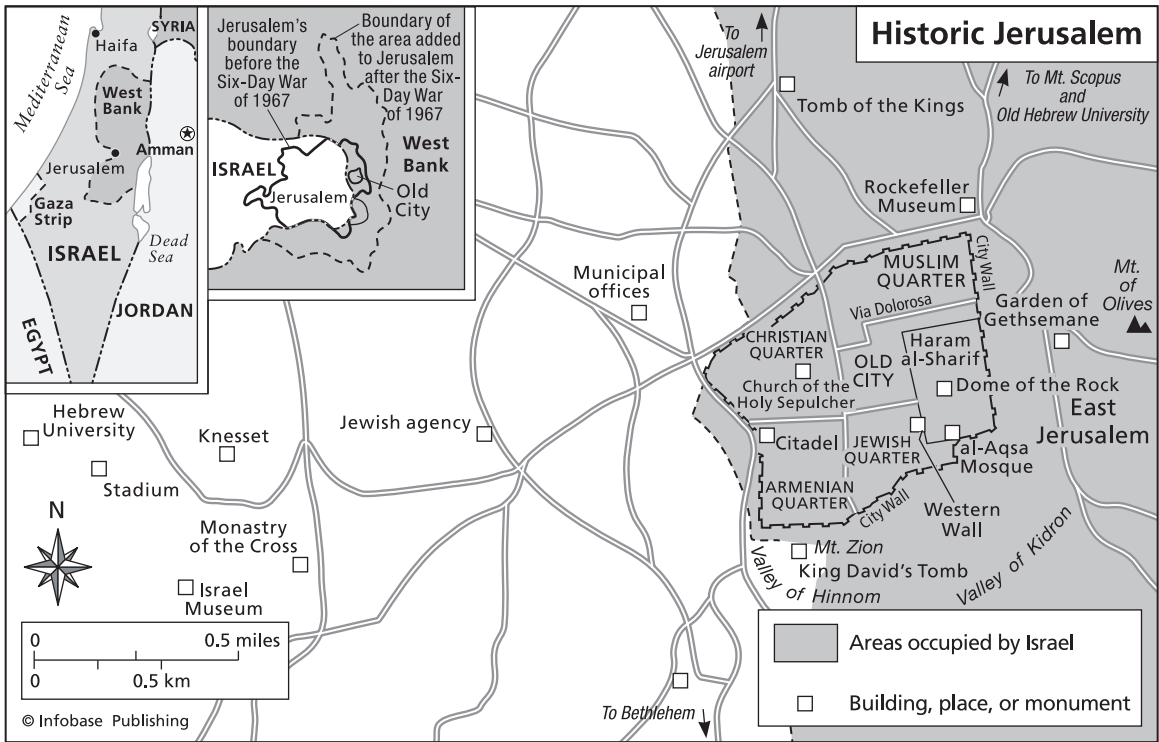 Historic Jerusalem
Mediterranean
Sea
Haifa
SYRIA
West
Bank
Amman
Jerusalem
Gaza
Strip
ISRAEL
Dead
Sea
JORDAN
EGYPT
Jerusalem's
boundary
before the
Six-Day War
of 1967
Boundary of
the area added
to Jerusalem
after the Six-
Day War
of 1967
West
Bank
ISRAEL
Jerusalem
Old
City
To
Jerusalem
airport
Tomb of the Kings
To Mt. Scopus
and
Old Hebrew University
Rockefeller
Museum
Municipal
offices
MUSLIM
QUARTER
City Wall
Via Dolorosa
Garden of
Gethsemane
Mt.
of
Olives
CHRISTIAN
QUARTER
OLD
CITY
Haram
al-Sharif
Church of the
Holy Sepulcher
Dome of the Rock
East
Jerusalem
Hebrew
University
Knesset
Jewish agency
Citadel
JEWISH
QUARTER
al-Aqsa
Mosque
Stadium
ARMENIAN
QUARTER
City Wall
Western
Wall
N
Monastry
of the Cross
Mt. Zion
King David's Tomb
Valley of Hinnom
Valley of Kidron
Israel
Museum
0 0.5 miles
0 0.5 km
To Bethlehem
Areas occupied by Israel
Building, place, or monument
© Infobase Publishing